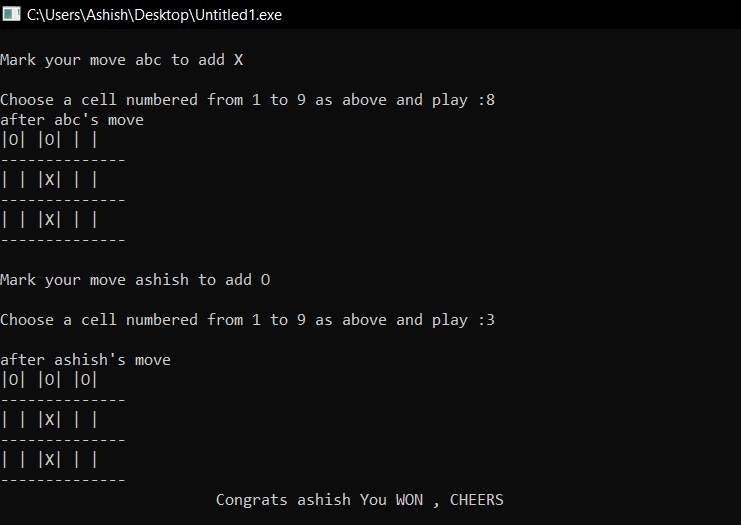 C:\Users\Ashish\Desktop\Untitled1.exe
Mark your move abc to add X
Choose a cell numbered from 1 to 9 as above and play :8
after abc's move
|O| |O| | |
--------------
| | |X| | |
--------------
| | |X| | |
--------------
Mark your move ashish to add O
Choose a cell numbered from 1 to 9 as above and play :3
after ashish's move
|O| |O| |O|
--------------
| | |X| | |
--------------
| | |X| | |
--------------
Congrats ashish You WON , CHEERS